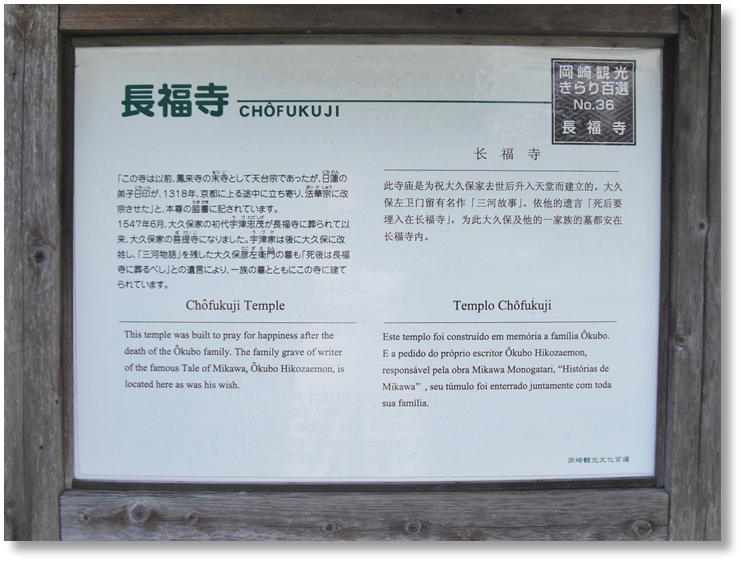 長福寺 CHÔFUKUJI
岡崎観光
きらり百選
No.36
長福寺
「この寺は以前、鳳来寺の末寺として天台宗であったが、日蓮の
弟子日印が、1318年、京都に上る途中に立ち寄り、法華宗に改
宗させた」と、本尊の脇書に記されています。
1547年6月、大久保家の初代宇津忠茂が長福寺に葬られて以
来、大久保家の菩提寺になりました。宇津家は後に大久保に改
姓し、「三河物語」を残した大久保彦左衛門の墓も「死後は長福
寺に葬るべし」との遺言により、一族の墓とともにこの寺に建て
られています。
长福寺
此寺庙是为祝大久保家去世后升入天堂而建立的。大久
保左卫门留有名作「三河故事」。依他的遗言「死后要
埋入在长福寺」，为此大久保及他的一家族的墓都安在
长福寺内。
Chôfukuji Temple
This temple was built to pray for happiness after the
death of the Ôkubo family. The family grave of writer
of the famous Tale of Mikawa, Ôkubo Hikozaemon, is
located here as was his wish.
Templo Chôfukuji
Este templo foi construído em memória a família Ôkubo.
E a pedido do próprio escritor Ôkubo Hikozaemon,
responsável pela obra Mikawa Monogatari, “Histórias de
Mikawa” , seu túmulo foi enterrado juntamente com toda
sua família.
岡崎観光文化百選